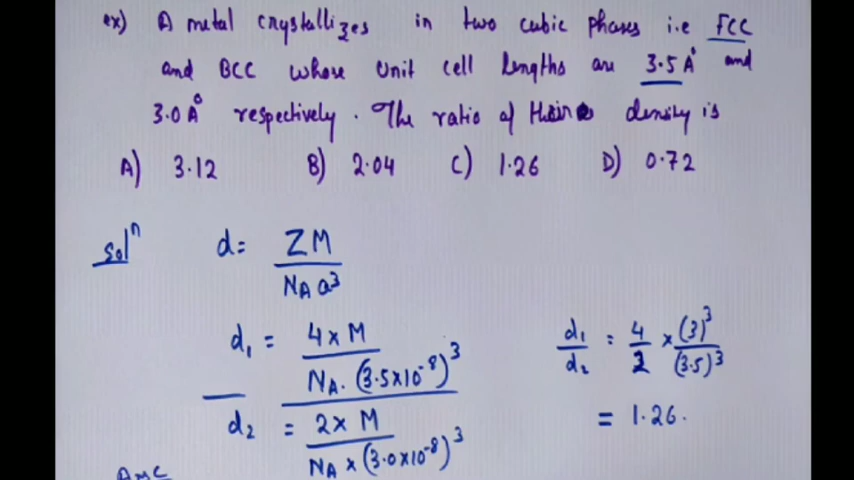 ex) A metal crystallizes in two cubic phases i.e FCC
and BCC whose Unit cell lengths are 3.5 A° and
3.0 A° respectively. The ratio of their density is
A) 3.12 B) 2.04 C) 1.26 D) 0.72
solⁿ d = ZM / N_A a³
d₁ = 4 × M / N_A · (3.5 × 10⁻⁸)³
d₂ = 2 × M / N_A × (3.0 × 10⁻⁸)³
d₁/d₂ = 4/2 × (3)³/(3.5)³
= 1.26.